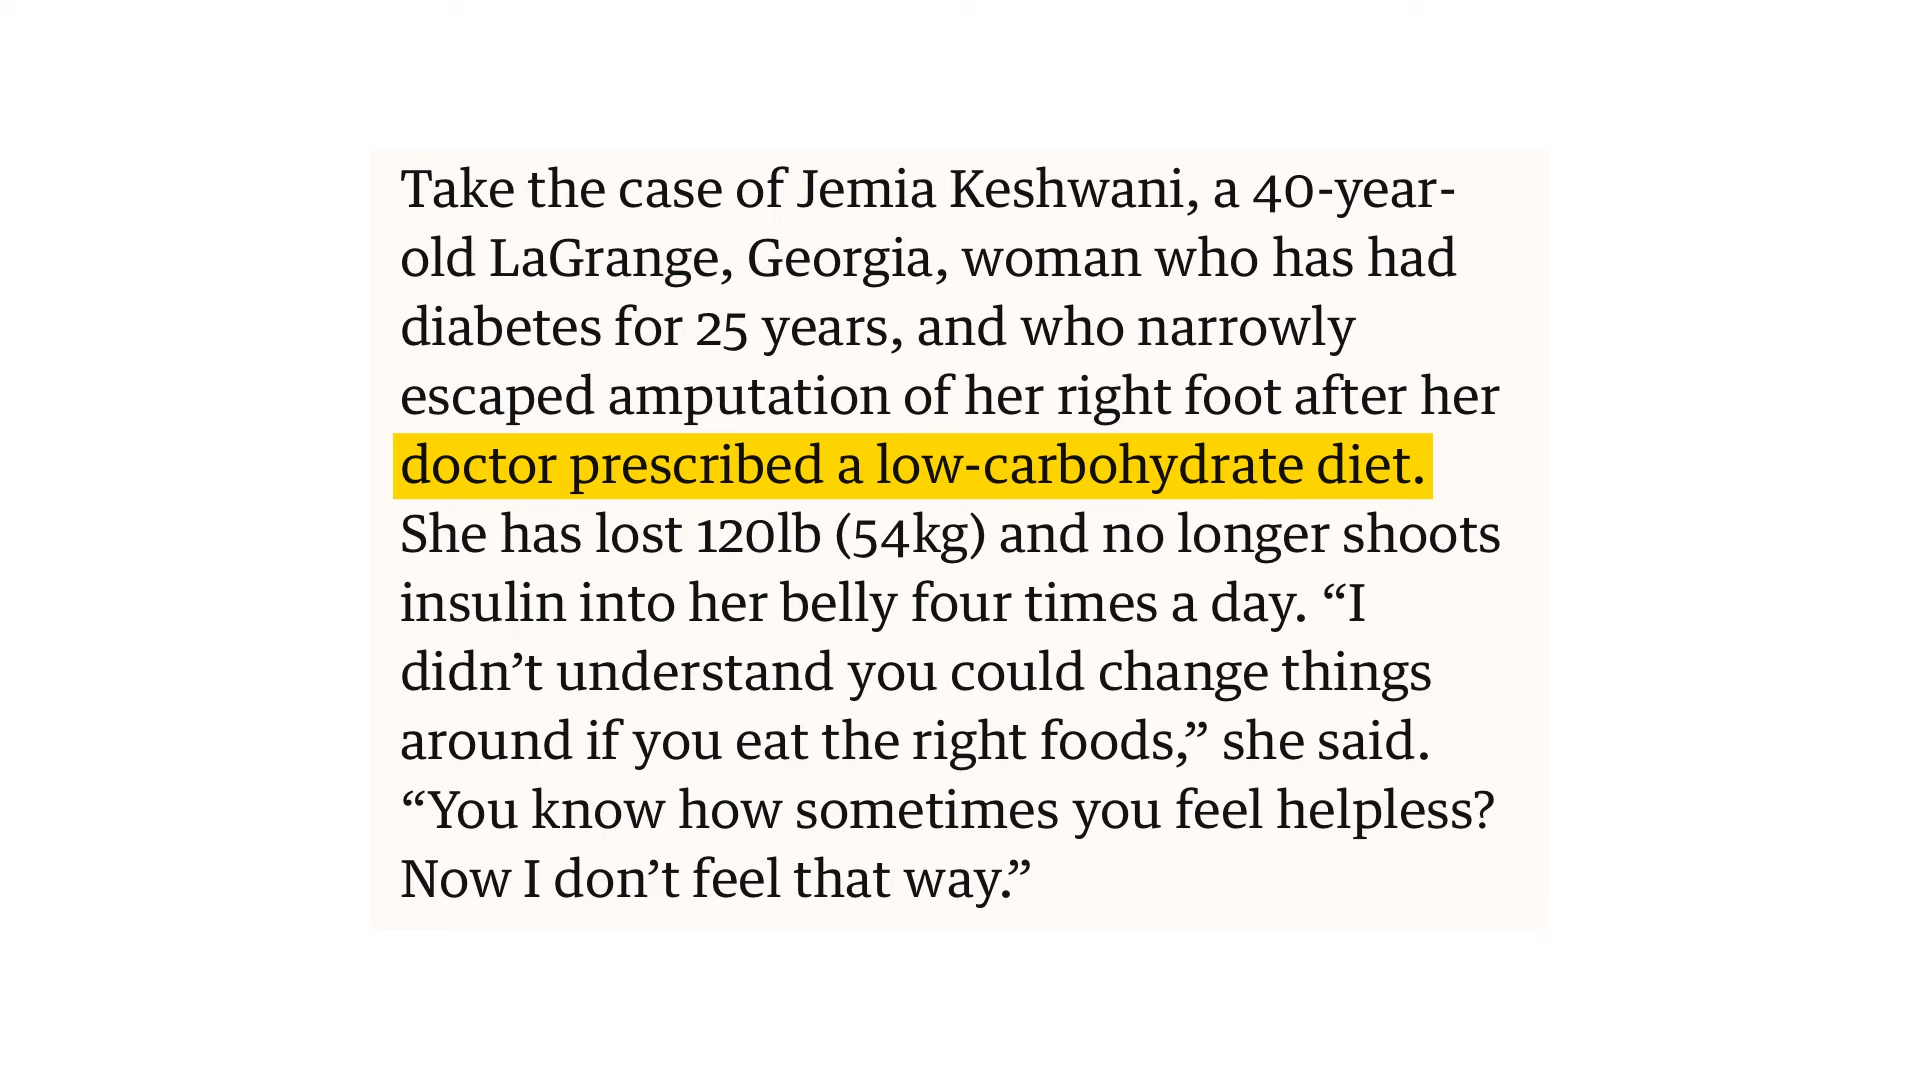 Take the case of Jemia Keshwani, a 40-year-
old LaGrange, Georgia, woman who has had
diabetes for 25 years, and who narrowly
escaped amputation of her right foot after her
doctor prescribed a low-carbohydrate diet.
She has lost 120lb (54kg) and no longer shoots
insulin into her belly four times a day. “I
didn’t understand you could change things
around if you eat the right foods,” she said.
“You know how sometimes you feel helpless?
Now I don’t feel that way.”